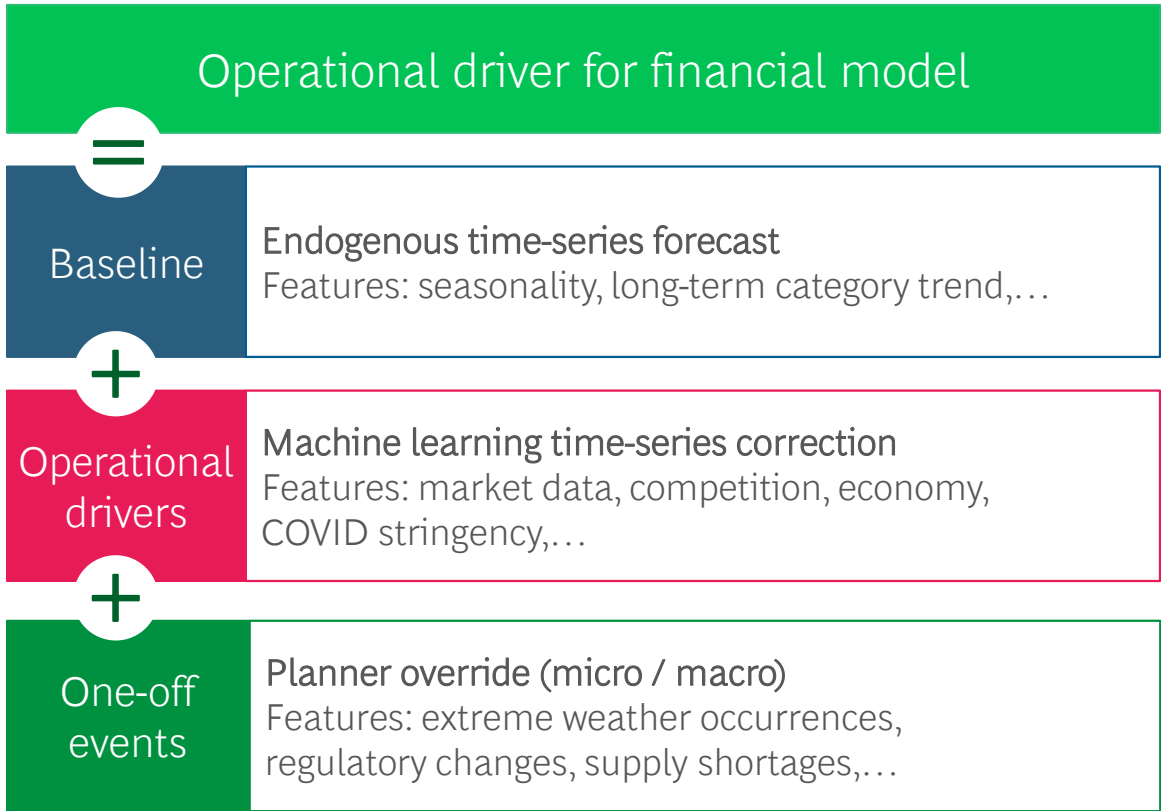 Operational driver for financial model
=
Baseline
Endogenous time-series forecast
Features: seasonality, long-term category trend,…
+
Operational
drivers
Machine learning time-series correction
Features: market data, competition, economy,
COVID stringency,…
+
One-off
events
Planner override (micro / macro)
Features: extreme weather occurrences,
regulatory changes, supply shortages,…